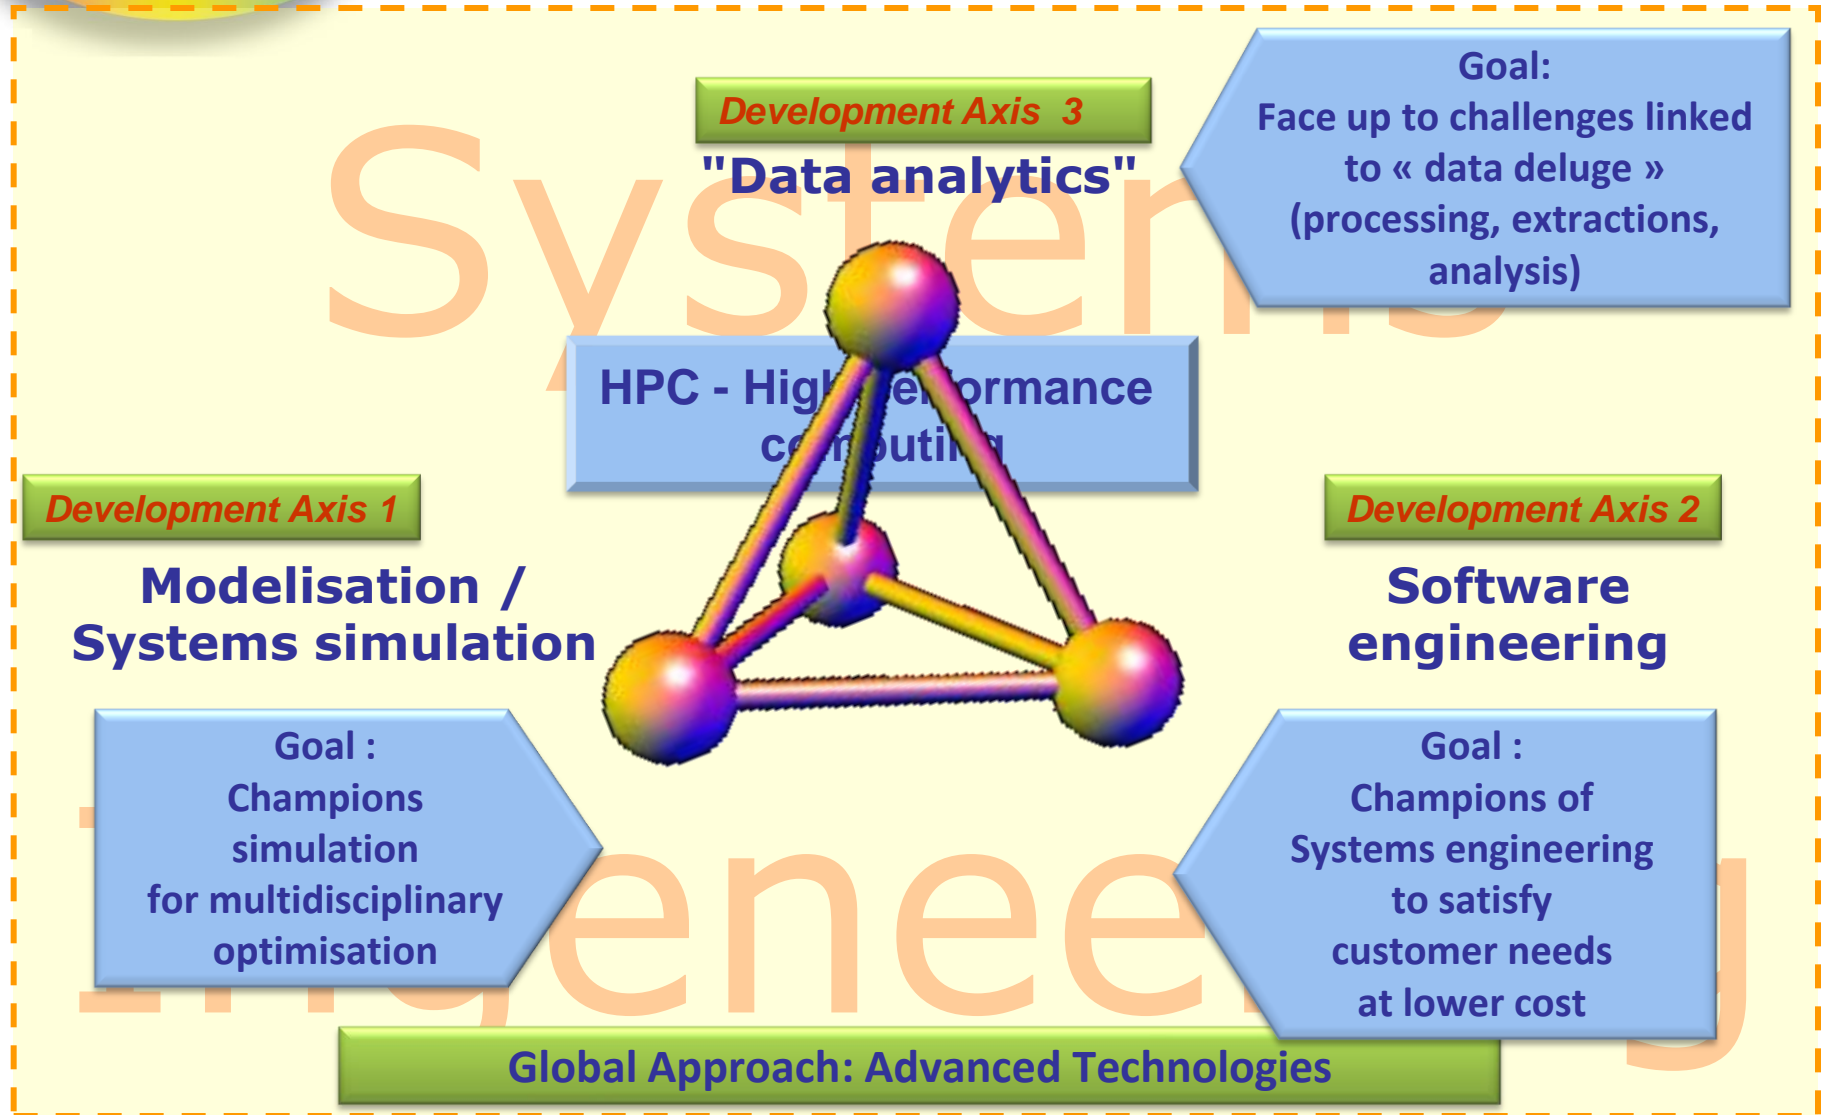 Systems
Development Axis 3
"Data analytics"
Goal:
Face up to challenges linked
to « data deluge »
(processing, extractions,
analysis)
HPC - High Performance
computing
Development Axis 1
Modelisation /
Systems simulation
Goal :
Champions
simulation
for multidisciplinary
optimisation
Development Axis 2
Software
engineering
Goal :
Champions of
Systems engineering
to satisfy
customer needs
at lower cost
Ingeneering
Global Approach: Advanced Technologies